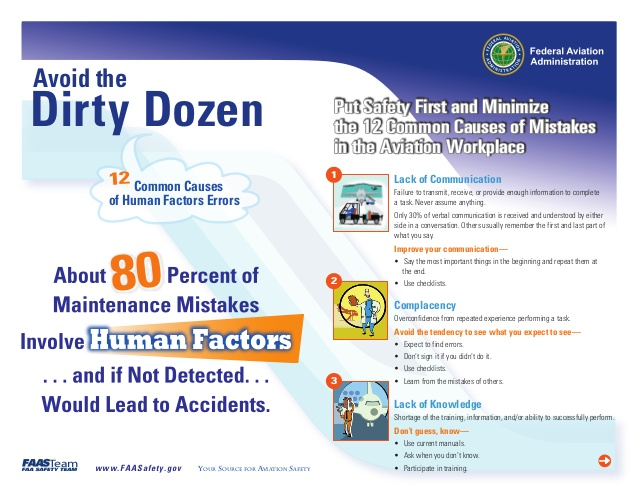 FEDERAL AVIATION
ADMINISTRATION
Federal Aviation
Administration
Avoid the
Dirty Dozen
12 Common Causes
of Human Factors Errors
About 80 Percent of
Maintenance Mistakes
Involve Human Factors
. . . and if Not Detected. . .
Would Lead to Accidents.
Put Safety First and Minimize
the 12 Common Causes of Mistakes
in the Aviation Workplace
1
Lack of Communication
Failure to transmit, receive, or provide enough information to complete
a task. Never assume anything.
Only 30% of verbal communication is received and understood by either
side in a conversation. Others usually remember the first and last part of
what you say.
Improve your communication—
• Say the most important things in the beginning and repeat them at
the end.
• Use checklists.
2
Complacency
Overconfidence from repeated experience performing a task.
Avoid the tendency to see what you expect to see—
• Expect to find errors.
• Don't sign it if you didn't do it.
• Use checklists.
• Learn from the mistakes of others.
3
Lack of Knowledge
Shortage of the training, information, and/or ability to successfully perform.
Don't guess, know—
• Use current manuals.
• Ask when you don't know.
• Participate in training.
FAASTeam
FAA SAFETY TEAM
www.FAASafety.gov
Your Source for Aviation Safety